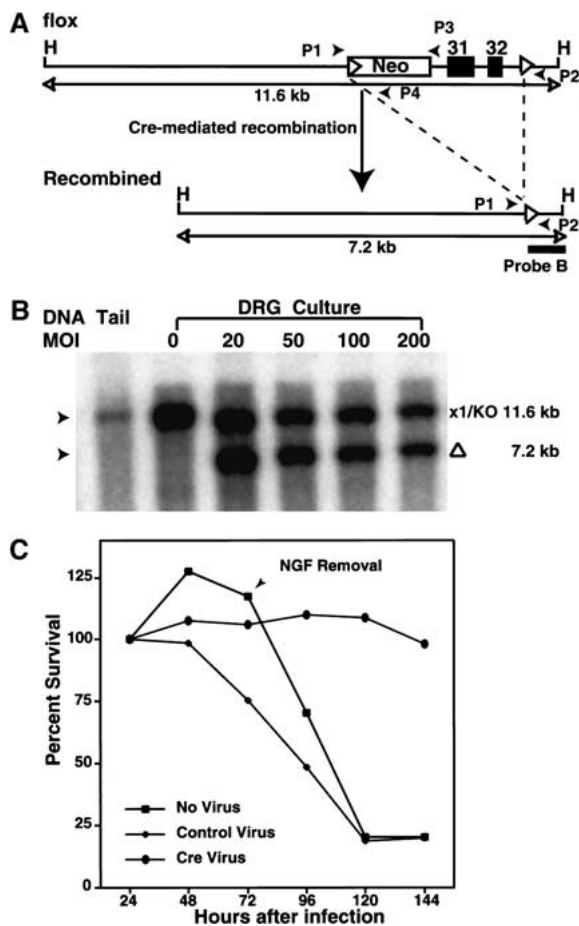 A
flox
H
P1
Neo
P3
31
32
H
P2
11.6 kb
P4
Cre-mediated recombination
Recombined
H
P1
H
P2
7.2 kb
Probe B
B
DNA Tail
DRG Culture
MOI
0 20 50 100 200
x1/KO 11.6 kb
Δ 7.2 kb
C
Percent Survival
125
100
75
50
25
0
NGF Removal
No Virus
Control Virus
Cre Virus
24 48 72 96 120 144
Hours after infection